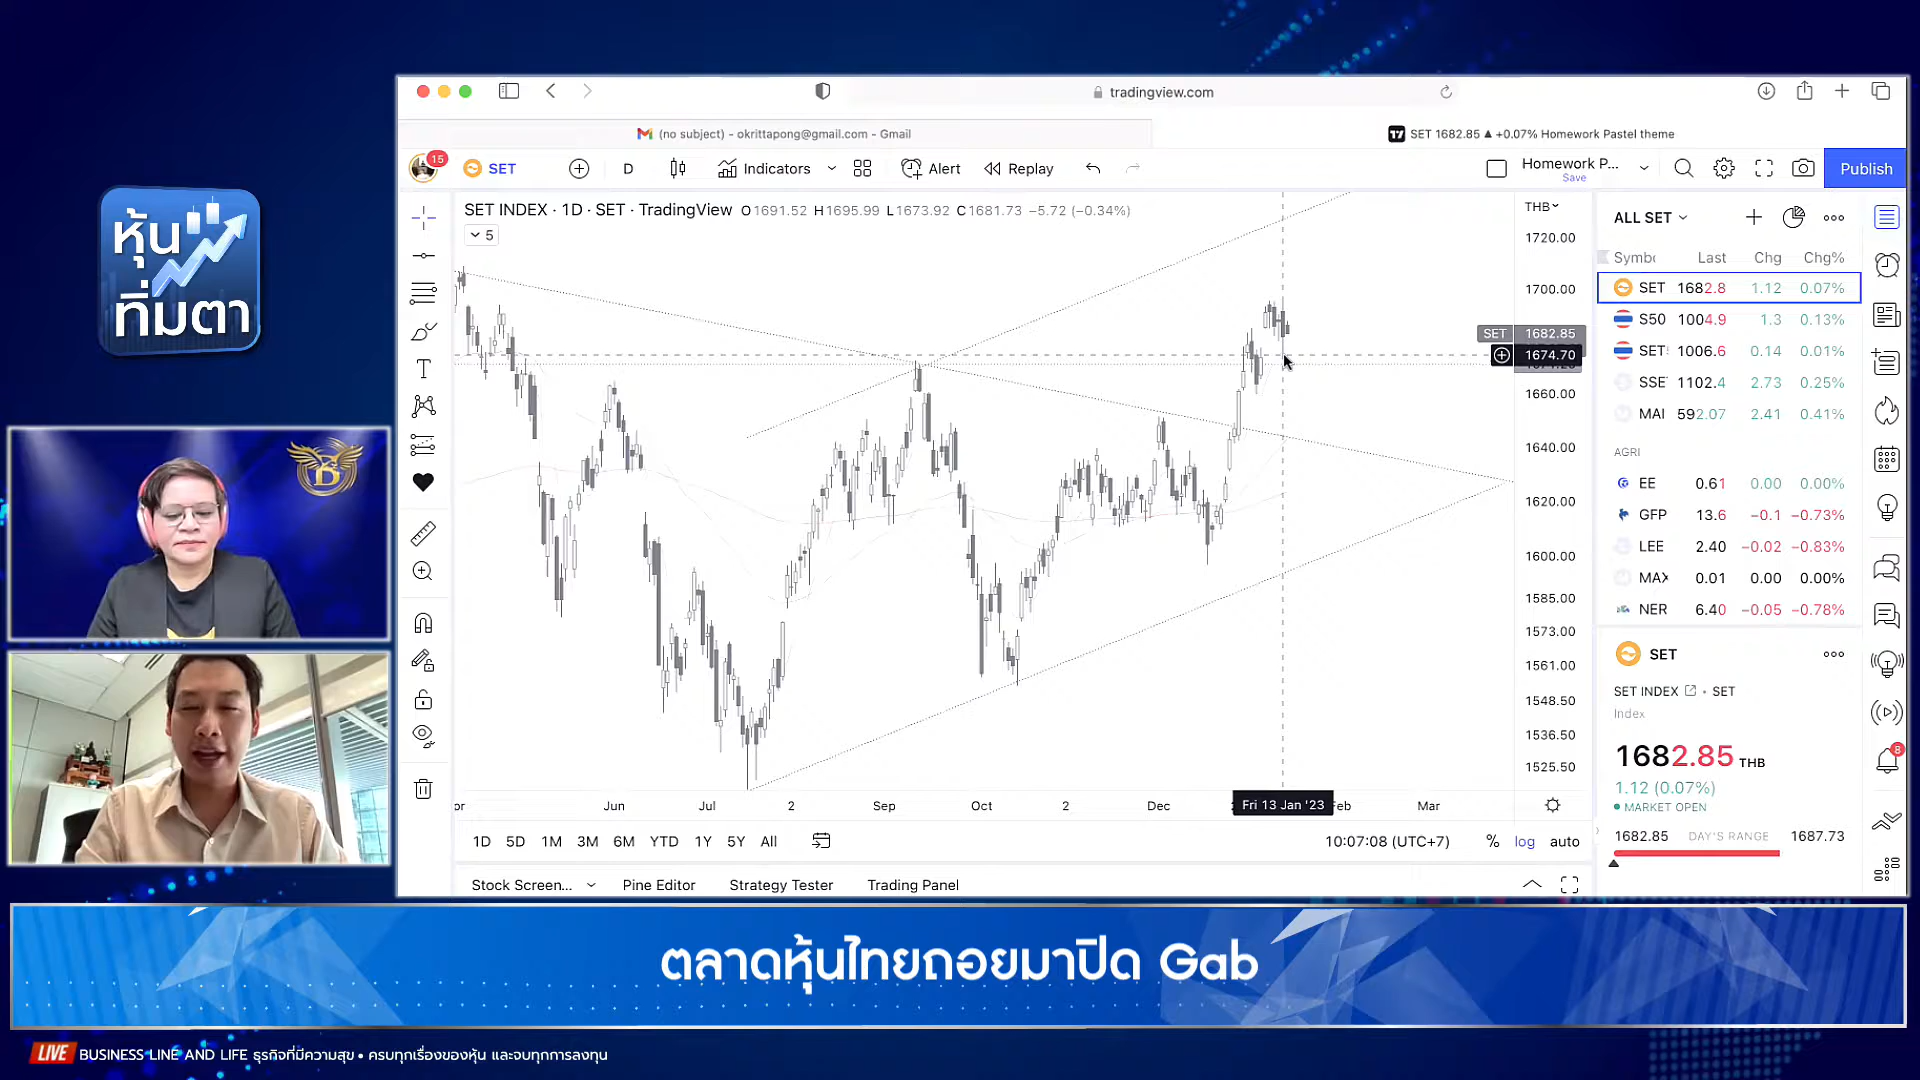 หุ้น
ทิ่มตา
tradingview.com
(no subject) - okrittapong@gmail.com - Gmail
SET 1682.85 ▲ +0.07% Homework Pastel theme
15
SET
D
Indicators
Alert
Replay
Homework P...
Save
Publish
SET INDEX · 1D · SET · TradingView O1691.52 H1695.99 L1673.92 C1681.73 −5.72 (−0.34%)
5
THB
1720.00
1700.00
SET 1682.85
1674.70
1660.00
1640.00
1620.00
1600.00
1585.00
1573.00
1561.00
1548.50
1536.50
1525.50
Jun Jul 2 Sep Oct 2 Dec Fri 13 Jan '23 Feb Mar
1D 5D 1M 3M 6M YTD 1Y 5Y All
10:07:08 (UTC+7) % log auto
Stock Screen... Pine Editor Strategy Tester Trading Panel
ALL SET
Last Chg Chg%
SET 1682.8 1.12 0.07%
S50 1004.9 1.3 0.13%
SET 1006.6 0.14 0.01%
SSE 1102.4 2.73 0.25%
MAI 592.07 2.41 0.41%
AGRI
EE 0.61 0.00 0.00%
GFP 13.6 −0.1 −0.73%
LEE 2.40 −0.02 −0.83%
MAX 0.01 0.00 0.00%
NER 6.40 −0.05 −0.78%
SET
SET INDEX • SET
Index
1682.85 THB
1.12 (0.07%)
MARKET OPEN
1682.85 DAY'S RANGE 1687.73
8
ตลาดหุ้นไทยถอยมาปิด Gab
LIVE BUSINESS LINE AND LIFE ธุรกิจที่มีความสุข • ครบทุกเรื่องของหุ้น และจบทุกการลงทุน